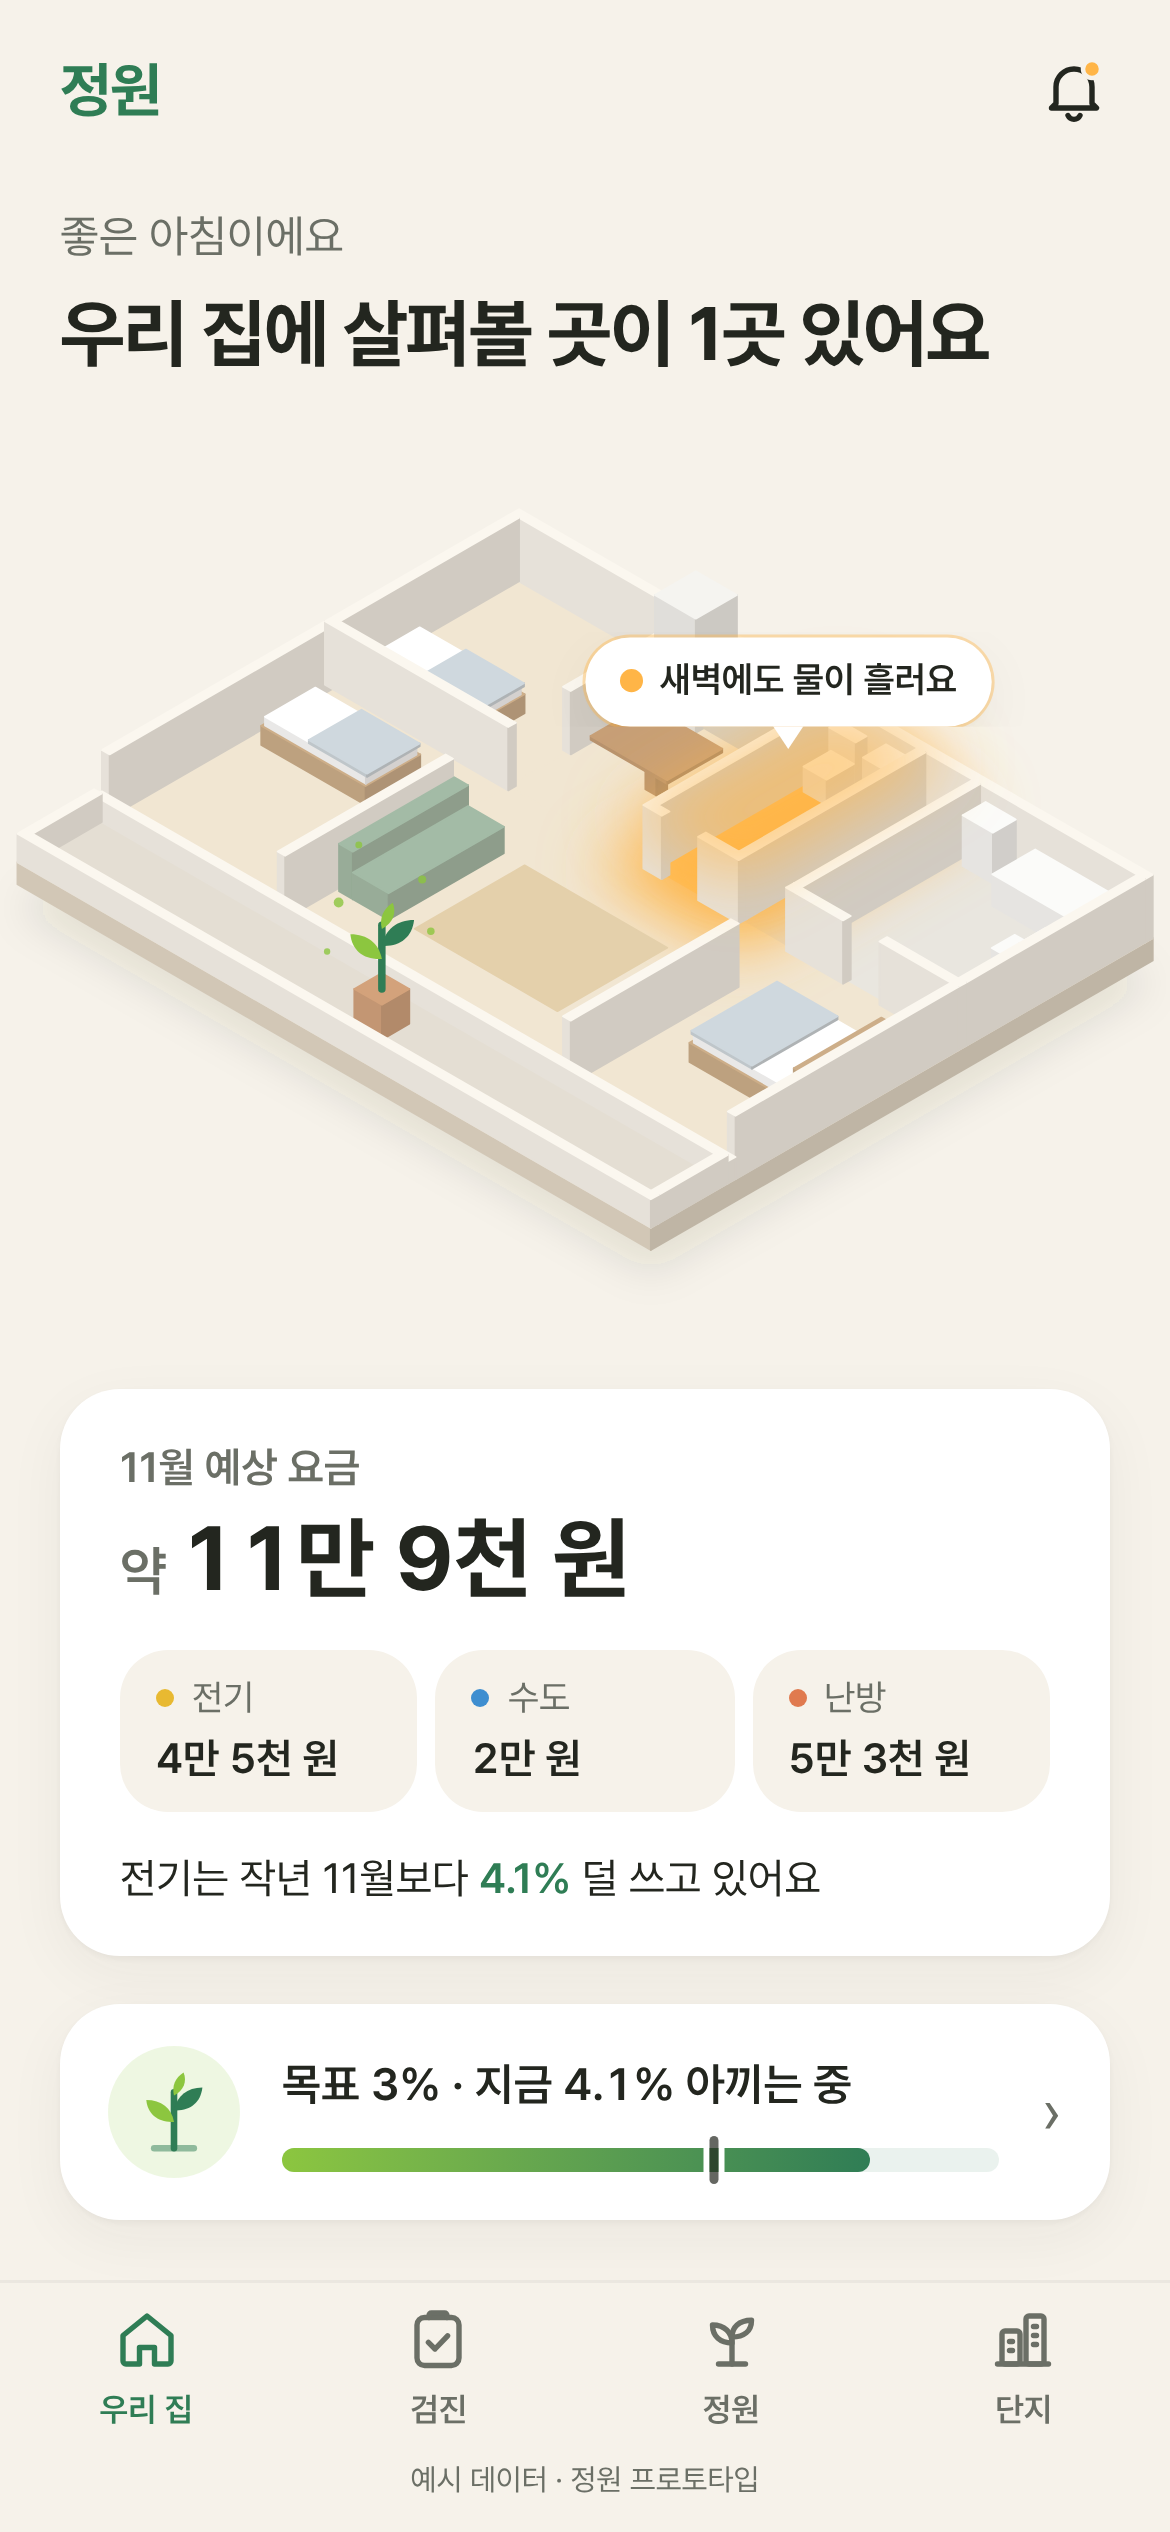 정원
좋은 아침이에요
우리 집에 살펴볼 곳이 1곳 있어요
새벽에도 물이 흘러요
11월 예상 요금
약 11만 9천 원
전기
4만 5천 원
수도
2만 원
난방
5만 3천 원
전기는 작년 11월보다 4.1% 덜 쓰고 있어요
목표 3% · 지금 4.1% 아끼는 중
우리 집
검진
정원
단지
예시 데이터 · 정원 프로토타입